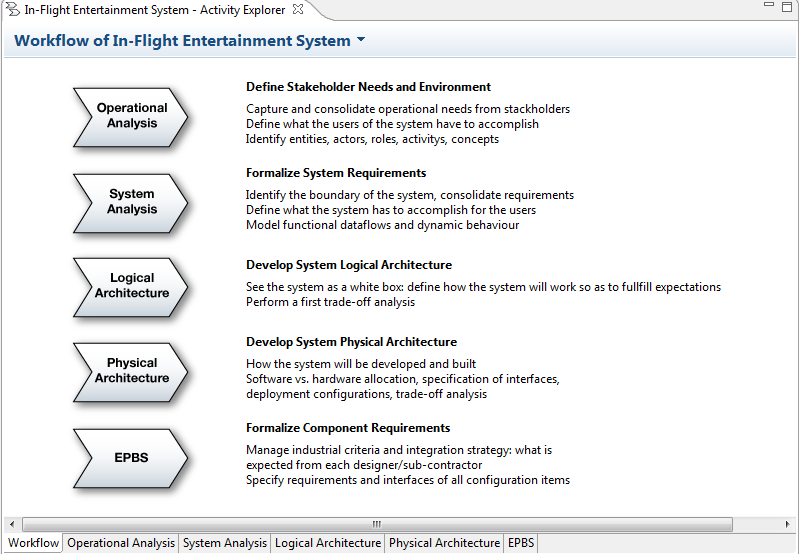 In-Flight Entertainment System - Activity Explorer
Workflow of In-Flight Entertainment System
Operational
Analysis
Define Stakeholder Needs and Environment
Capture and consolidate operational needs from stackholders
Define what the users of the system have to accomplish
Identify entities, actors, roles, activitys, concepts
System
Analysis
Formalize System Requirements
Identify the boundary of the system, consolidate requirements
Define what the system has to accomplish for the users
Model functional dataflows and dynamic behaviour
Logical
Architecture
Develop System Logical Architecture
See the system as a white box: define how the system will work so as to fullfill expectations
Perform a first trade-off analysis
Physical
Architecture
Develop System Physical Architecture
How the system will be developed and built
Software vs. hardware allocation, specification of interfaces,
deployment configurations, trade-off analysis
EPBS
Formalize Component Requirements
Manage industrial criteria and integration strategy: what is
expected from each designer/sub-contractor
Specify requirements and interfaces of all configuration items
Workflow Operational Analysis System Analysis Logical Architecture Physical Architecture EPBS